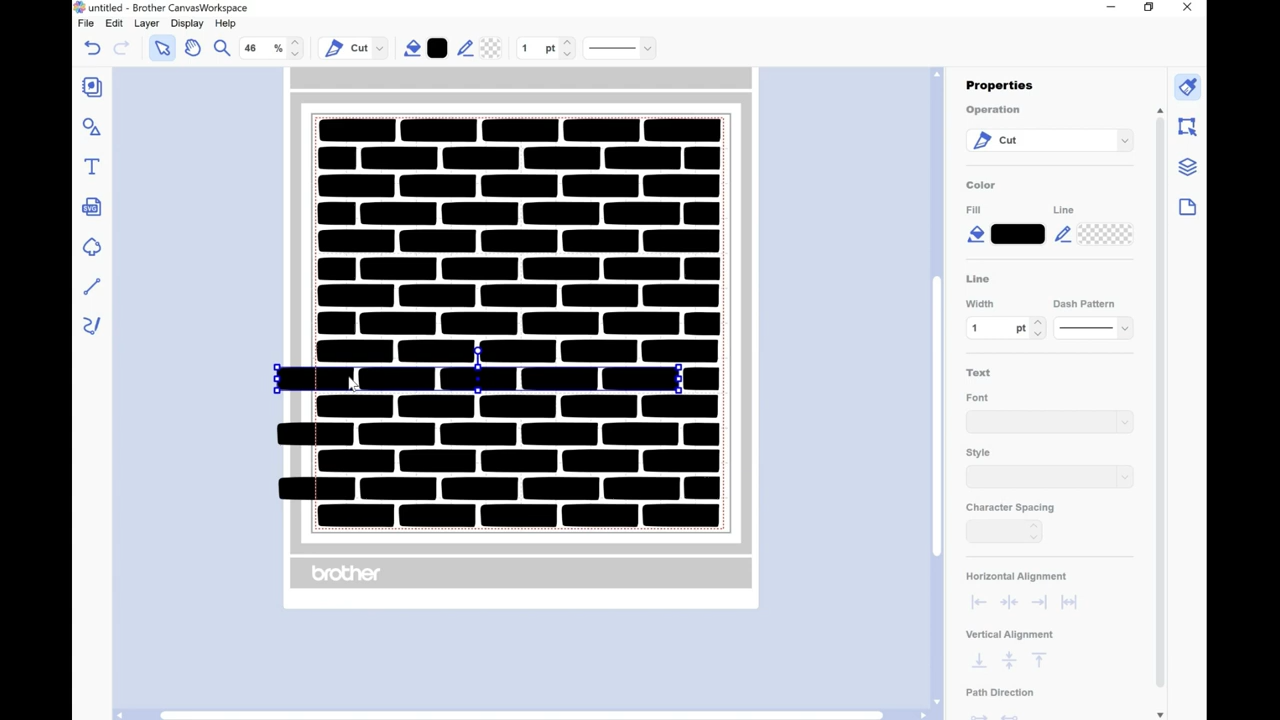 untitled - Brother CanvasWorkspace
File Edit Layer Display Help
46 % Cut 1 pt
Properties
Operation
Cut
Color
Fill Line
Line
Width Dash Pattern
1 pt
Text
Font
Style
Character Spacing
Horizontal Alignment
Vertical Alignment
Path Direction
T
SVG
brother